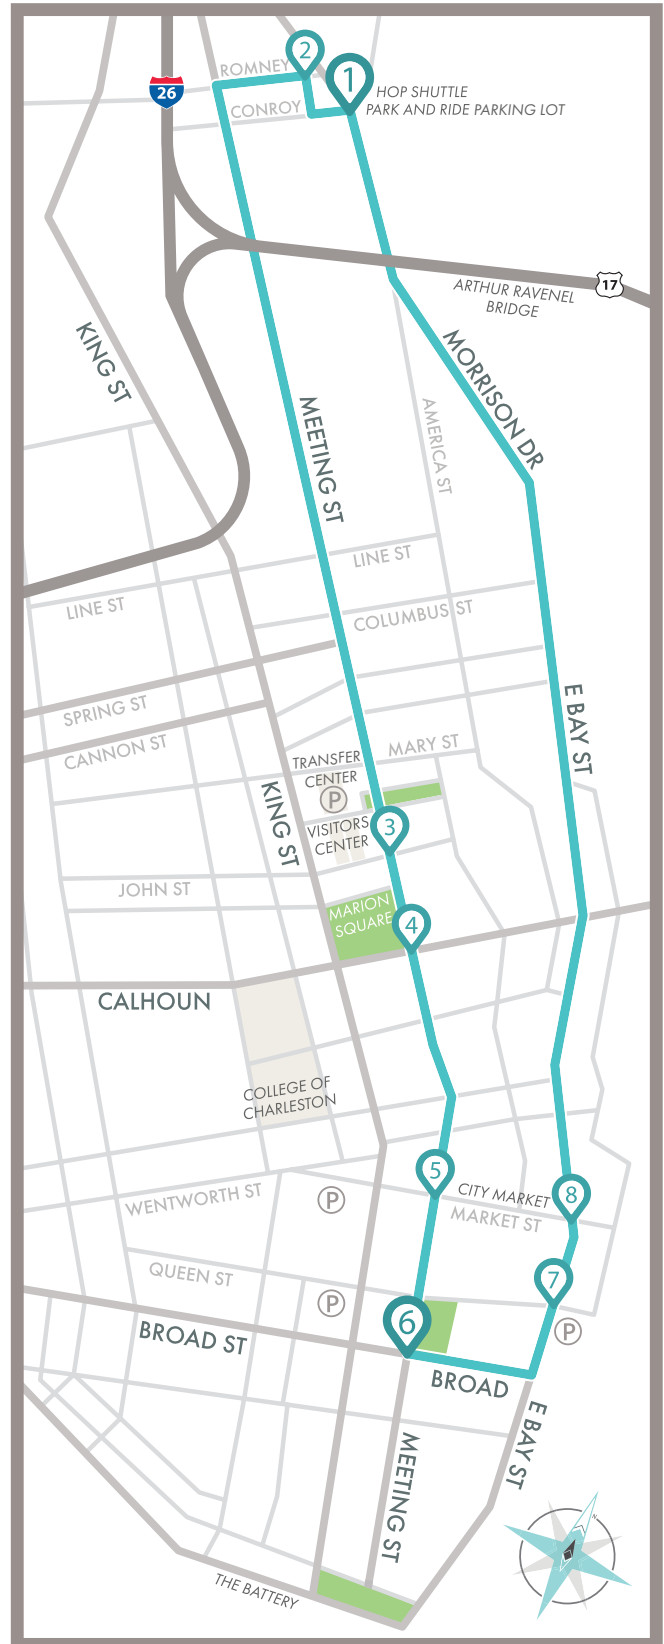 2
ROMNEY
1
26
HOP SHUTTLE
PARK AND RIDE PARKING LOT
CONROY
17
ARTHUR RAVENEL
BRIDGE
KING ST
MORRISON DR
MEETING ST
AMERICA ST
LINE ST
LINE ST
COLUMBUS ST
SPRING ST
E BAY ST
CANNON ST
MARY ST
TRANSFER
CENTER
P
KING ST
VISITORS
CENTER
3
JOHN ST
MARION
SQUARE
4
CALHOUN
COLLEGE OF
CHARLESTON
5
CITY MARKET
8
WENTWORTH ST
P
MARKET ST
QUEEN ST
7
P
6
P
BROAD ST
BROAD
E BAY ST
MEETING ST
N
THE BATTERY